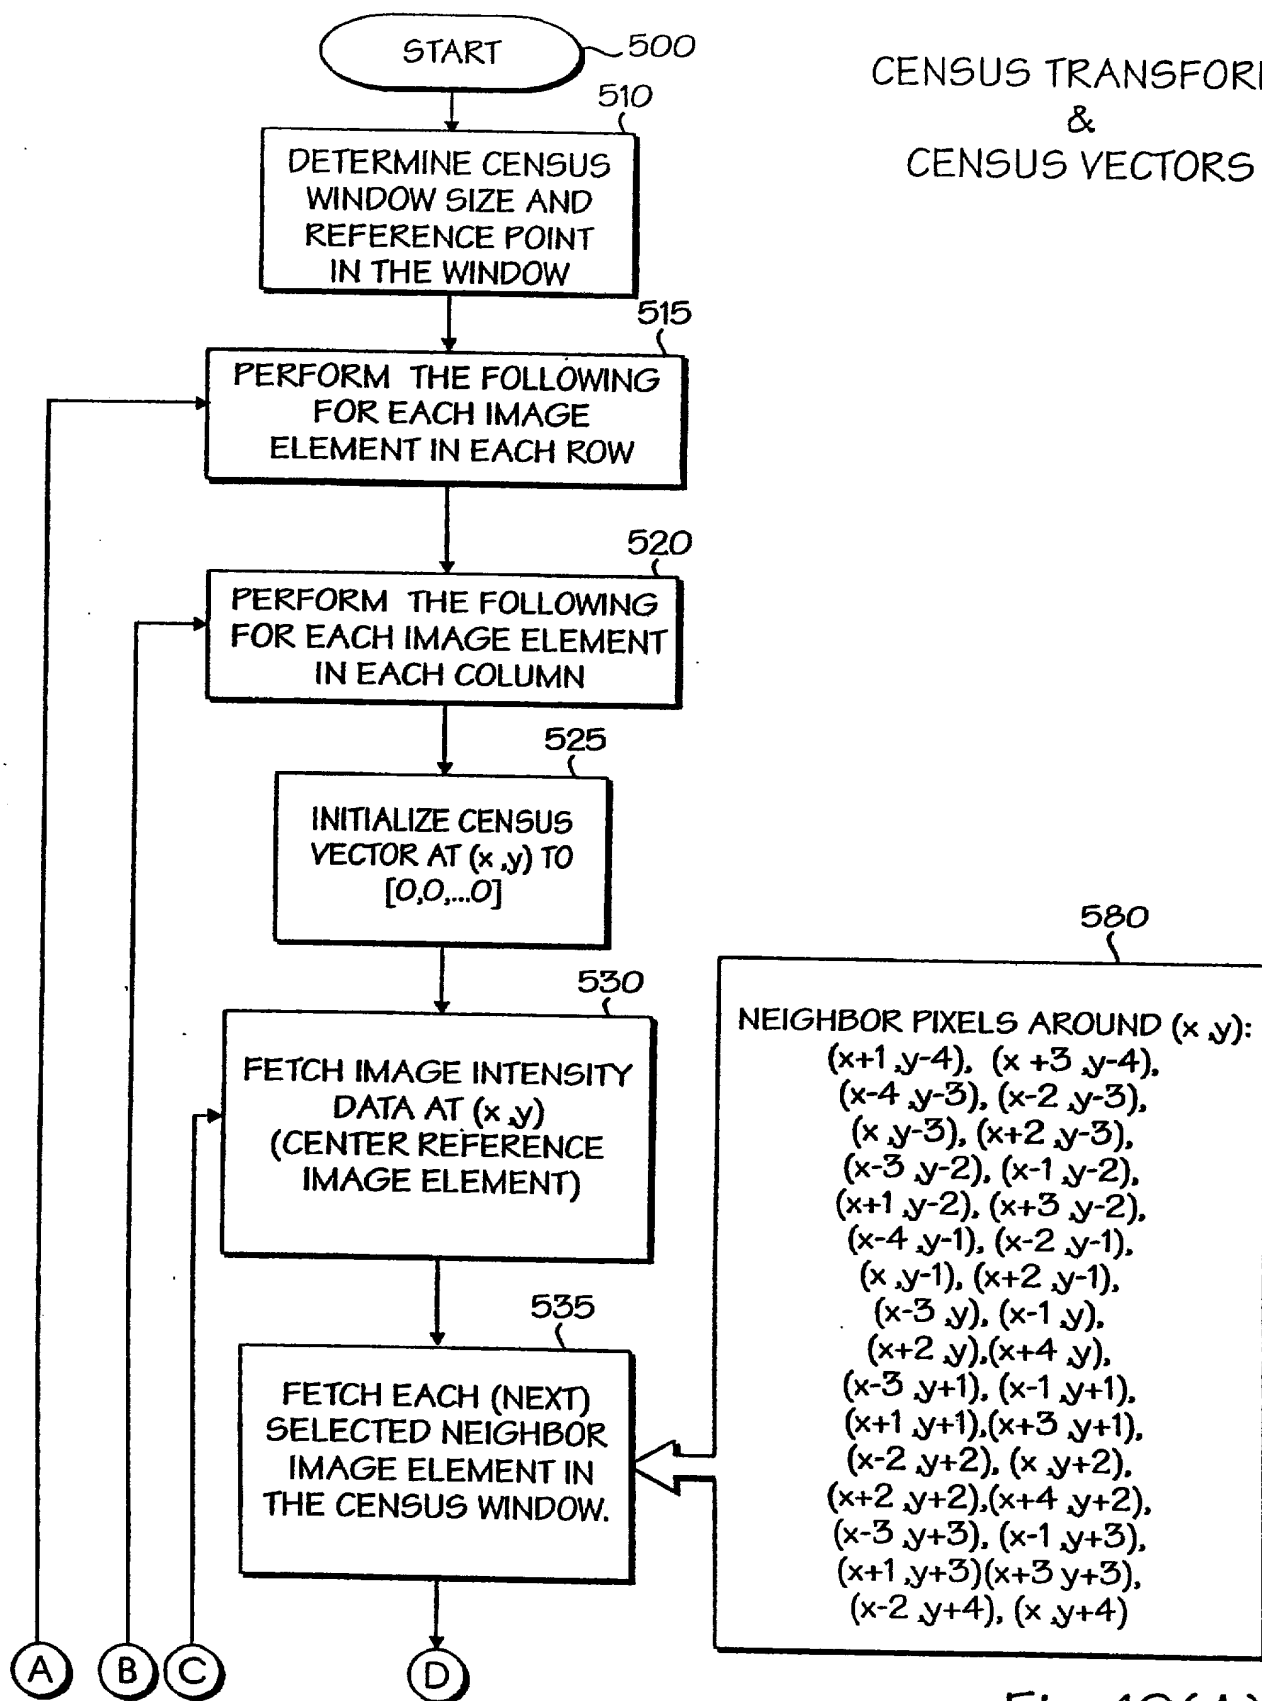 START
500
CENSUS TRANSFOR
&
CENSUS VECTORS
510
DETERMINE CENSUS
WINDOW SIZE AND
REFERENCE POINT
IN THE WINDOW
515
PERFORM THE FOLLOWING
FOR EACH IMAGE
ELEMENT IN EACH ROW
520
PERFORM THE FOLLOWING
FOR EACH IMAGE ELEMENT
IN EACH COLUMN
525
INITIALIZE CENSUS
VECTOR AT (x ,y) TO
[0,0,...0]
530
FETCH IMAGE INTENSITY
DATA AT (x ,y)
(CENTER REFERENCE
IMAGE ELEMENT)
535
FETCH EACH (NEXT)
SELECTED NEIGHBOR
IMAGE ELEMENT IN
THE CENSUS WINDOW.
580
NEIGHBOR PIXELS AROUND (x ,y):
(x+1 ,y-4), (x +3 ,y-4),
(x-4 ,y-3), (x-2 ,y-3),
(x ,y-3), (x+2 ,y-3),
(x-3 ,y-2), (x-1 ,y-2),
(x+1 ,y-2), (x+3 ,y-2),
(x-4 ,y-1), (x-2 ,y-1),
(x ,y-1), (x+2 ,y-1),
(x-3 ,y), (x-1 ,y),
(x+2 ,y),(x+4 ,y),
(x-3 ,y+1), (x-1 ,y+1),
(x+1 ,y+1),(x+3 ,y+1),
(x-2 ,y+2), (x ,y+2),
(x+2 ,y+2),(x+4 ,y+2),
(x-3 ,y+3), (x-1 ,y+3),
(x+1 ,y+3)(x+3 y+3),
(x-2 ,y+4), (x ,y+4)
A
B
C
D